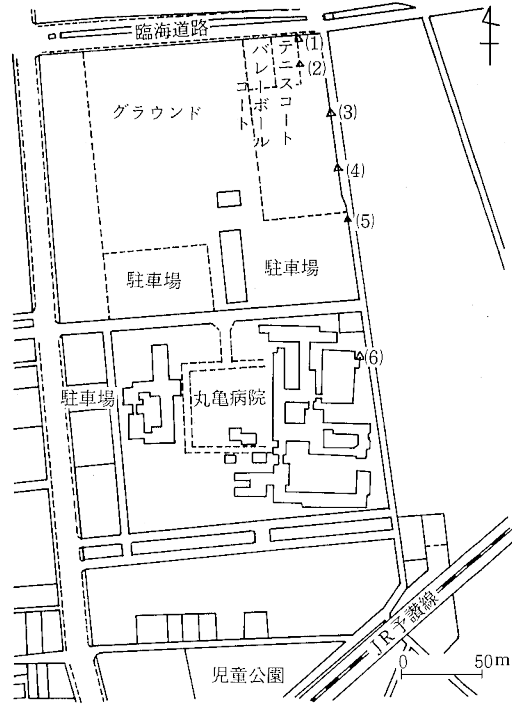 臨海道路
(1)
(2)
テニスコート
バレーボール
コート
グラウンド
(3)
(4)
(5)
駐車場
駐車場
(6)
駐車場
丸亀病院
JR予讃線
児童公園
0 50m